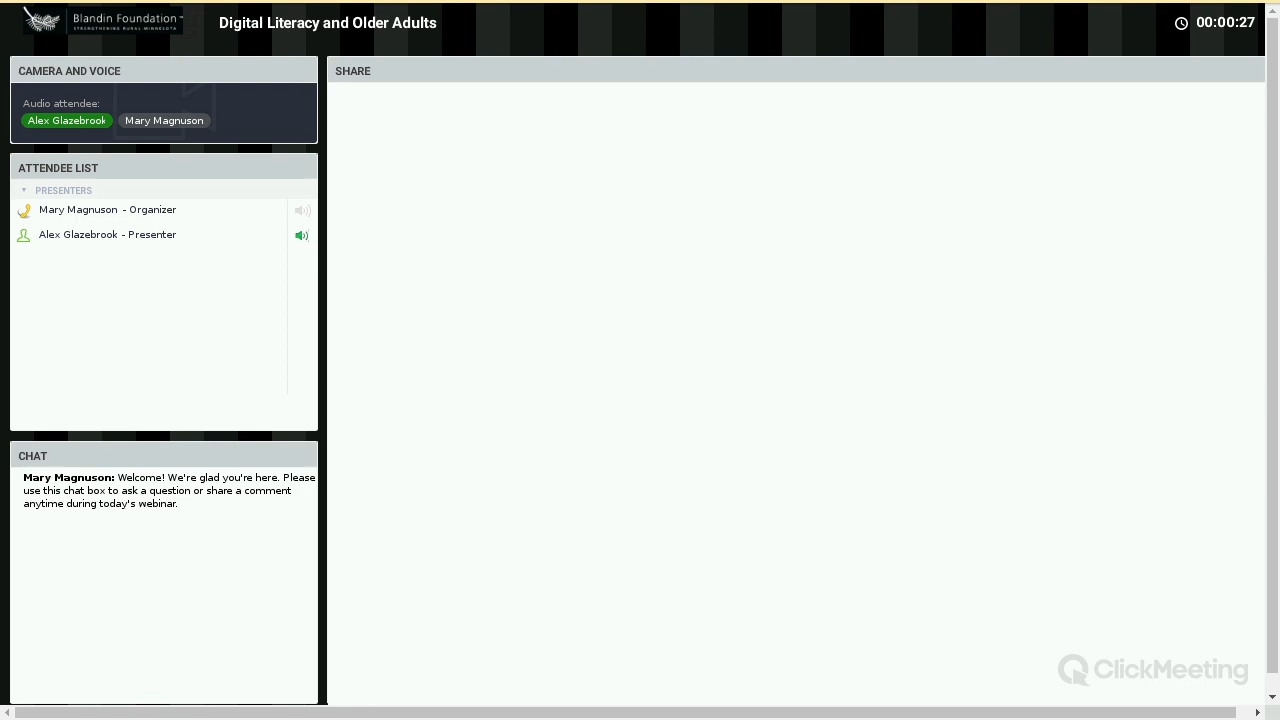 Blandin Foundation™
STRENGTHENING RURAL MINNESOTA
Digital Literacy and Older Adults
00:00:27
CAMERA AND VOICE
Audio attendee:
Alex Glazebrook Mary Magnuson
ATTENDEE LIST
PRESENTERS
Mary Magnuson - Organizer
Alex Glazebrook - Presenter
CHAT
Mary Magnuson: Welcome! We're glad you're here. Please
use this chat box to ask a question or share a comment
anytime during today's webinar.
SHARE
ClickMeeting